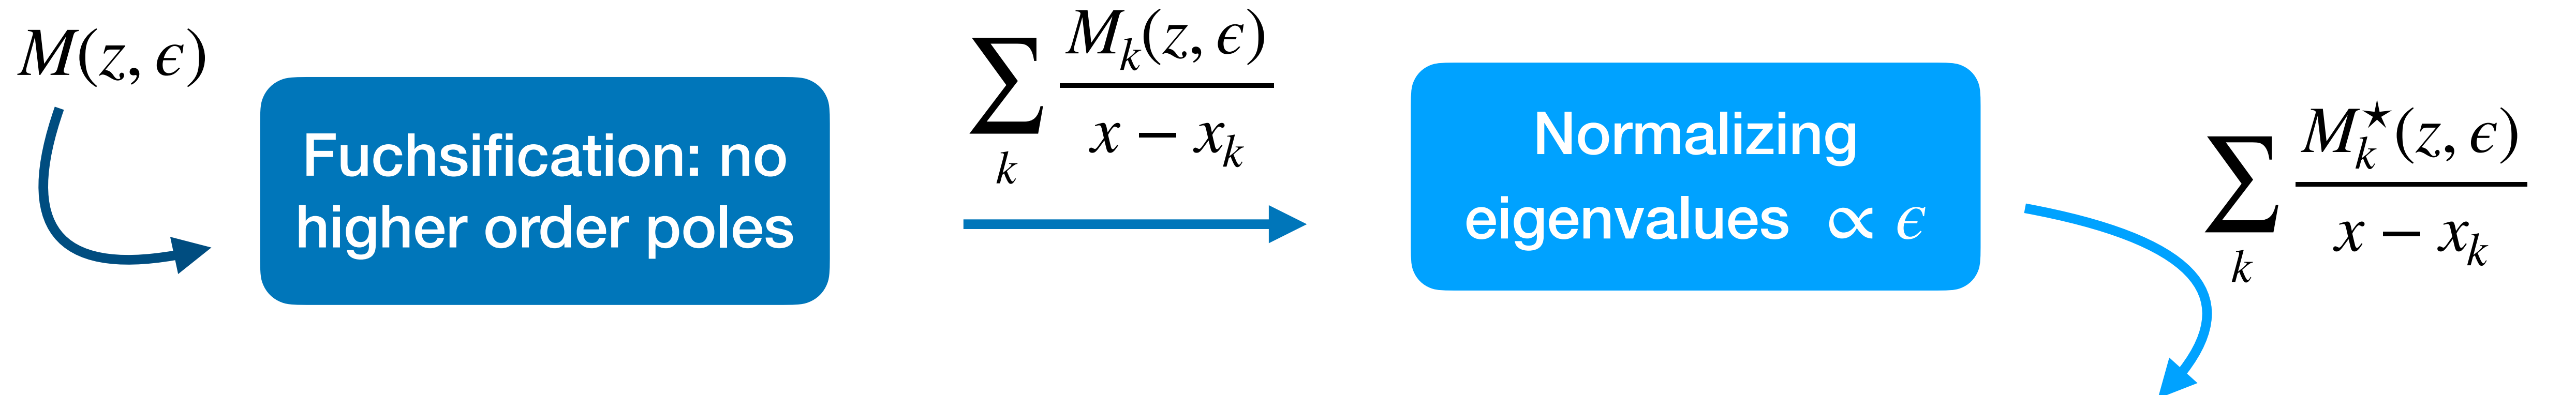 M(z, ϵ)
Fuchsification: no
higher order poles
∑_k M_k(z, ϵ) / (x − x_k)
Normalizing
eigenvalues ∝ ϵ
∑_k M_k^⋆(z, ϵ) / (x − x_k)